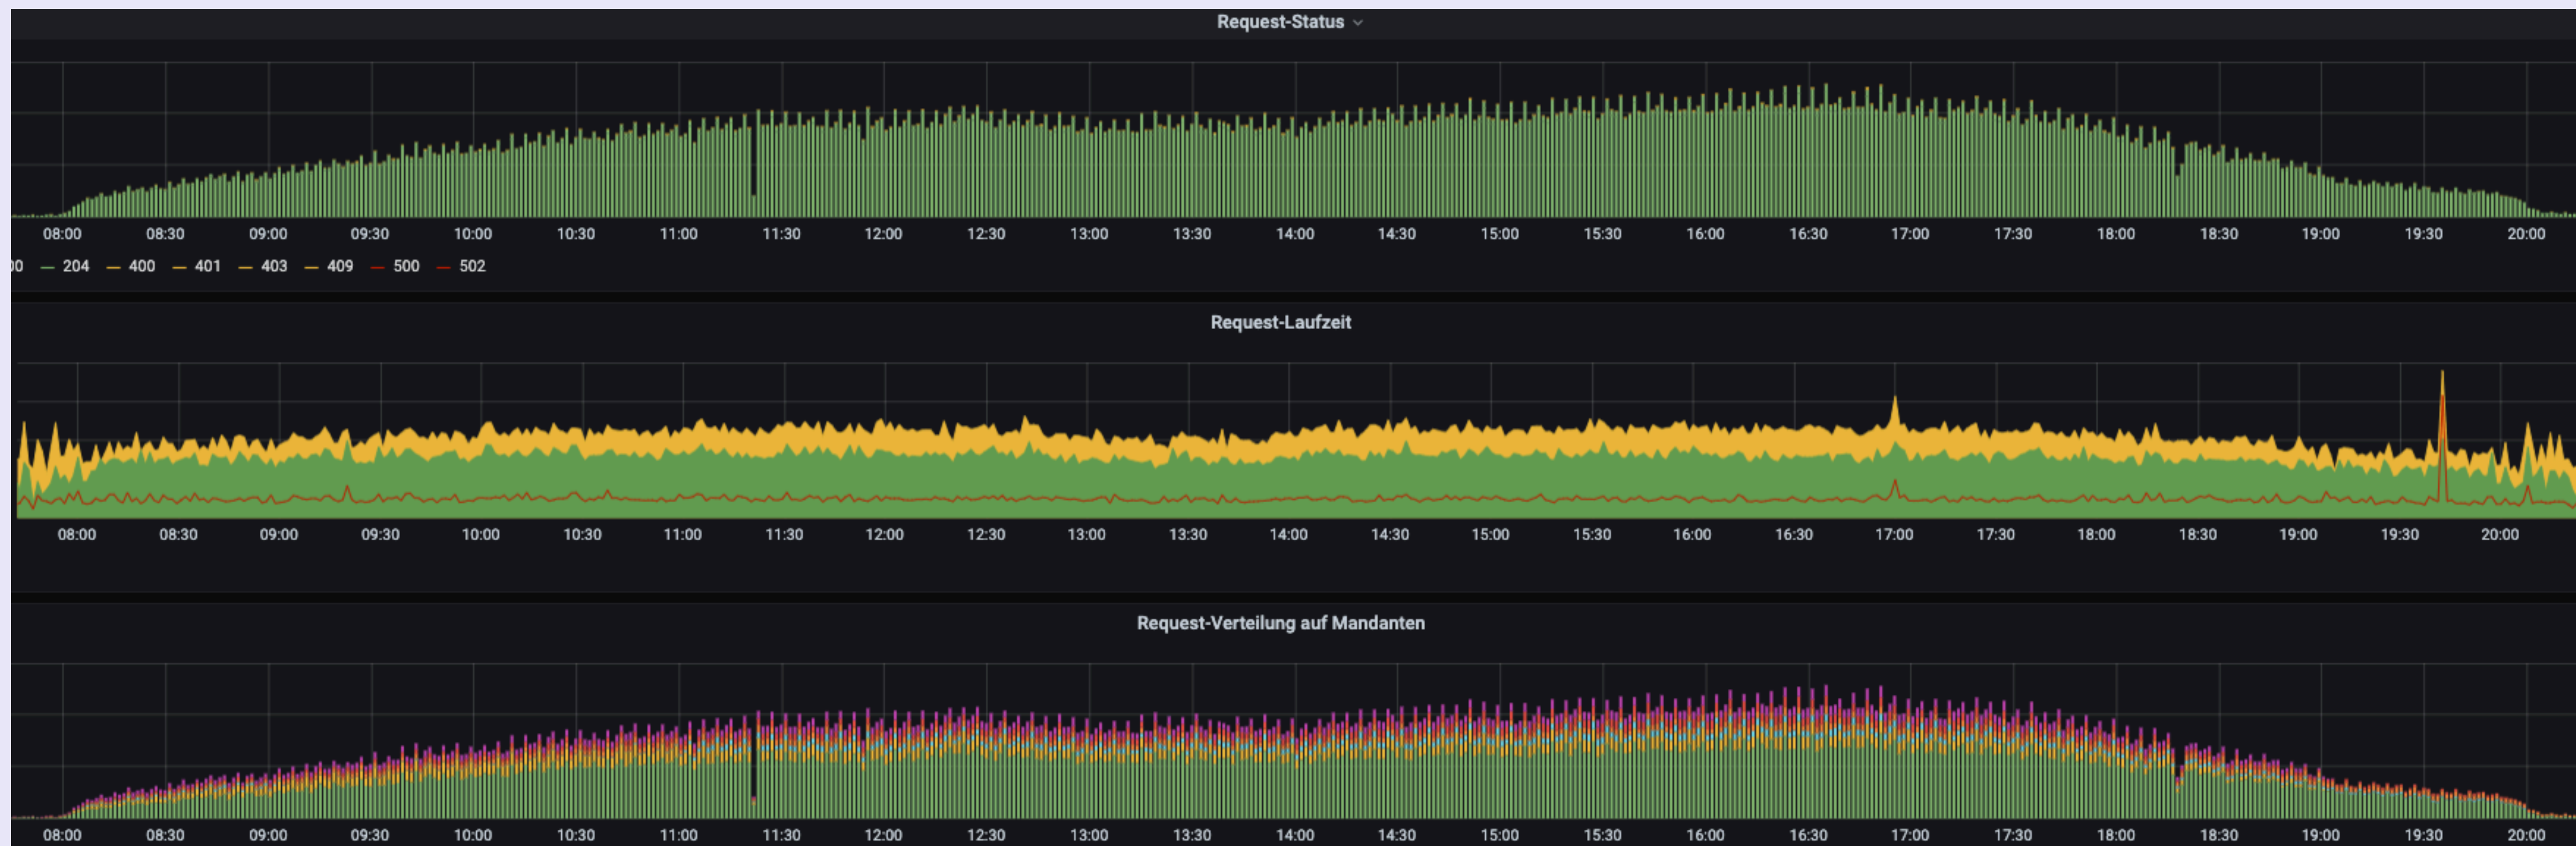 Request-Status
08:00 08:30 09:00 09:30 10:00 10:30 11:00 11:30 12:00 12:30 13:00 13:30 14:00 14:30 15:00 15:30 16:00 16:30 17:00 17:30 18:00 18:30 19:00 19:30 20:00
00 204 400 401 403 409 500 502
Request-Laufzeit
08:00 08:30 09:00 09:30 10:00 10:30 11:00 11:30 12:00 12:30 13:00 13:30 14:00 14:30 15:00 15:30 16:00 16:30 17:00 17:30 18:00 18:30 19:00 19:30 20:00
Request-Verteilung auf Mandanten
08:00 08:30 09:00 09:30 10:00 10:30 11:00 11:30 12:00 12:30 13:00 13:30 14:00 14:30 15:00 15:30 16:00 16:30 17:00 17:30 18:00 18:30 19:00 19:30 20:00